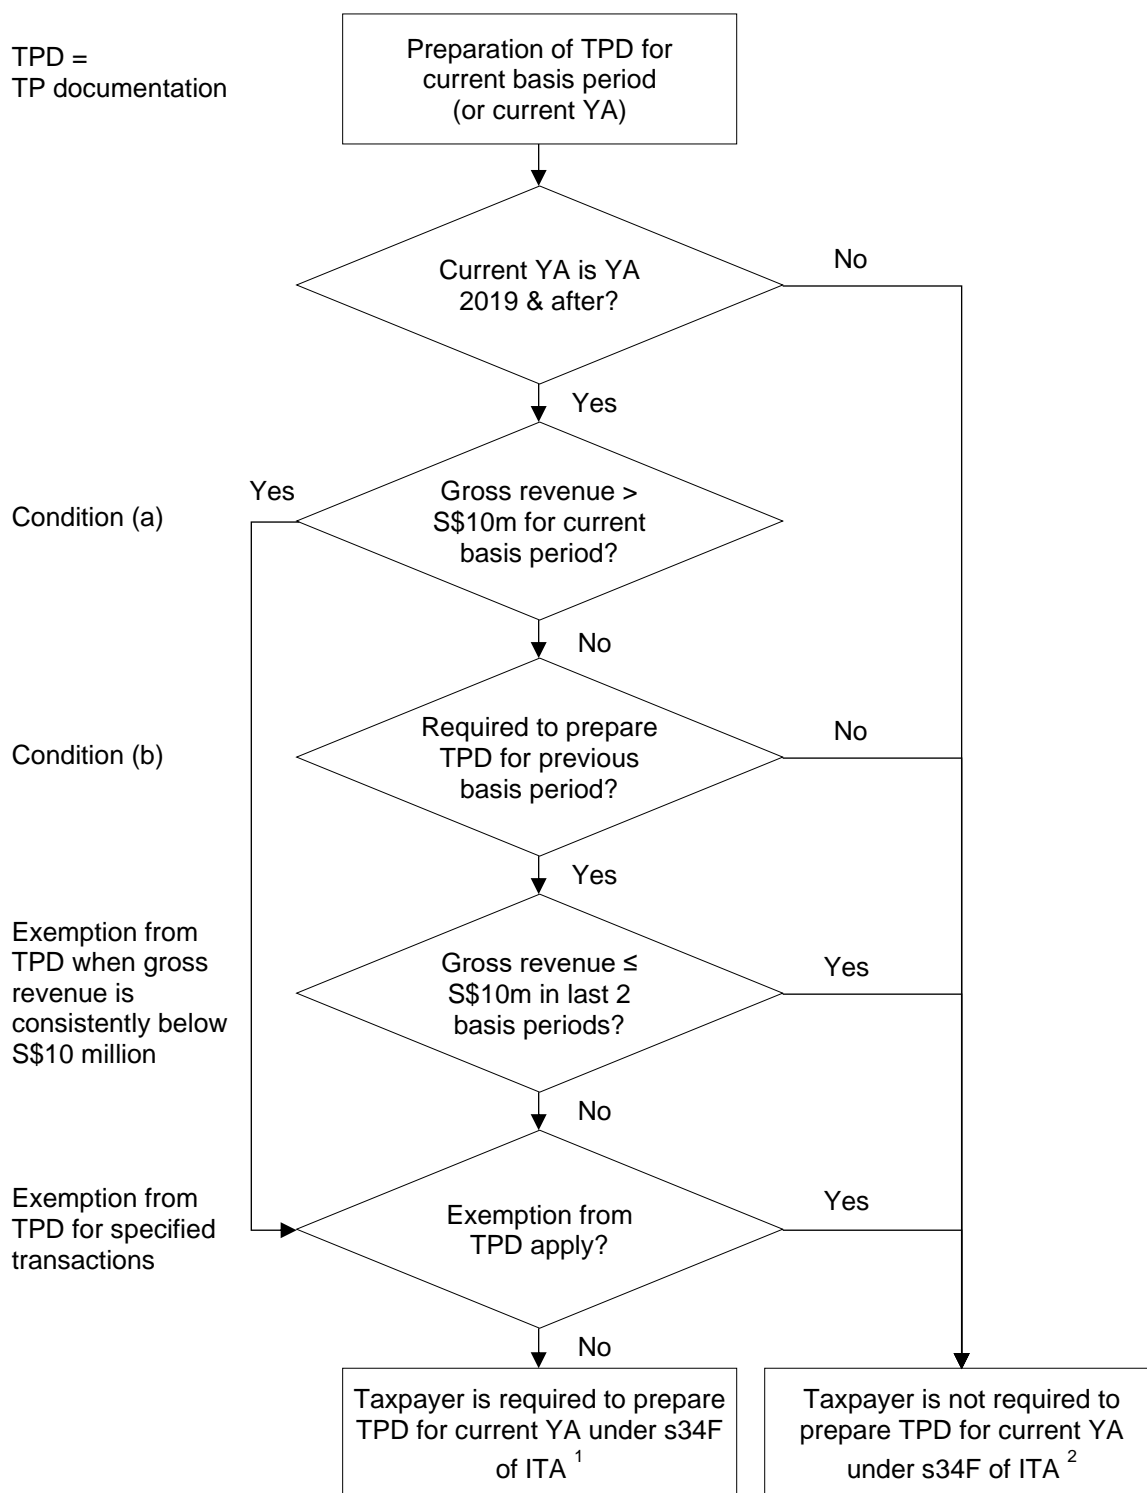 TPD =
TP documentation
Preparation of TPD for
current basis period
(or current YA)
Current YA is YA
2019 & after?
No
Yes
Condition (a)
Yes
Gross revenue >
S$10m for current
basis period?
No
Condition (b)
Required to prepare
TPD for previous
basis period?
No
Yes
Exemption from
TPD when gross
revenue is
consistently below
S$10 million
Gross revenue ≤
S$10m in last 2
basis periods?
Yes
No
Exemption from
TPD for specified
transactions
Exemption from
TPD apply?
Yes
No
Taxpayer is required to prepare
TPD for current YA under s34F
of ITA 1
Taxpayer is not required to
prepare TPD for current YA
under s34F of ITA 2